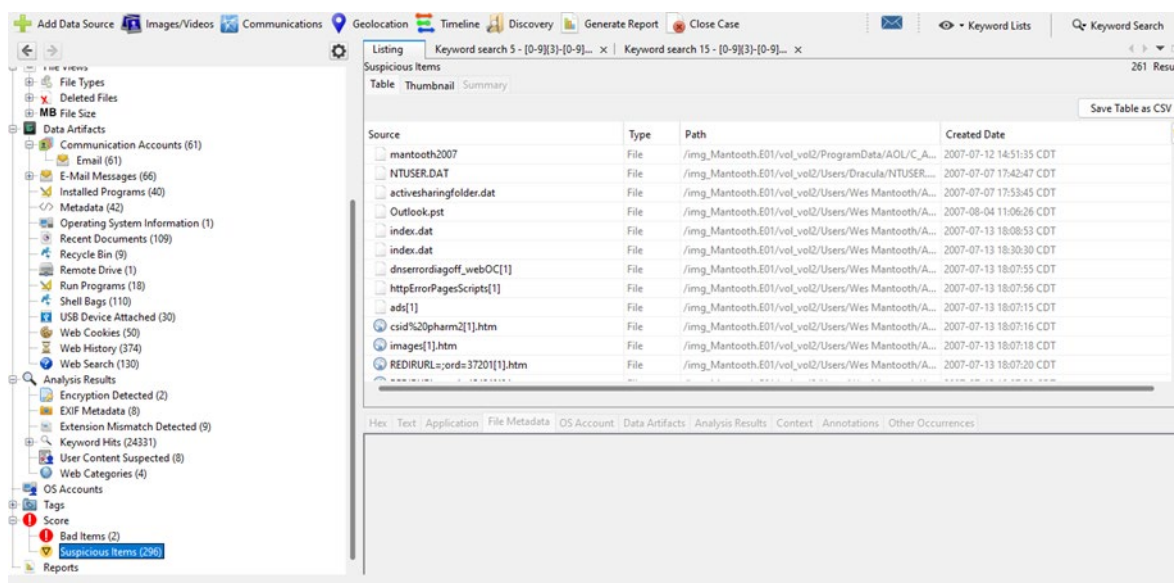 Add Data Source Images/Videos Communications Geolocation Timeline Discovery Generate Report Close Case Keyword Lists Keyword Search
Listing Keyword search 5 - [0-9]{3}-[0-9]... x Keyword search 15 - [0-9]{3}-[0-9]... x
File Views
File Types
Deleted Files
MB File Size
Data Artifacts
Communication Accounts (61)
Email (61)
E-Mail Messages (66)
Installed Programs (40)
Metadata (42)
Operating System Information (1)
Recent Documents (109)
Recycle Bin (9)
Remote Drive (1)
Run Programs (18)
Shell Bags (110)
USB Device Attached (30)
Web Cookies (50)
Web History (374)
Web Search (130)
Analysis Results
Encryption Detected (2)
EXIF Metadata (8)
Extension Mismatch Detected (9)
Keyword Hits (24331)
User Content Suspected (8)
Web Categories (4)
OS Accounts
Tags
Score
Bad Items (2)
Suspicious Items (296)
Reports
Suspicious Items 261 Resu
Table Thumbnail Summary
Save Table as CSV
Source Type Path Created Date
mantooth2007 File /img_Mantooth.E01/vol_vol2/ProgramData/AOL/C_A... 2007-07-12 14:51:35 CDT
NTUSER.DAT File /img_Mantooth.E01/vol_vol2/Users/Dracula/NTUSER.... 2007-07-07 17:42:47 CDT
activesharingfolder.dat File /img_Mantooth.E01/vol_vol2/Users/Wes Mantooth/A... 2007-07-07 17:53:45 CDT
Outlook.pst File /img_Mantooth.E01/vol_vol2/Users/Wes Mantooth/A... 2007-08-04 11:06:26 CDT
index.dat File /img_Mantooth.E01/vol_vol2/Users/Wes Mantooth/A... 2007-07-13 18:08:53 CDT
index.dat File /img_Mantooth.E01/vol_vol2/Users/Wes Mantooth/A... 2007-07-13 18:30:30 CDT
dnserrordiagoff_webOC[1] File /img_Mantooth.E01/vol_vol2/Users/Wes Mantooth/A... 2007-07-13 18:07:55 CDT
httpErrorPagesScripts[1] File /img_Mantooth.E01/vol_vol2/Users/Wes Mantooth/A... 2007-07-13 18:07:56 CDT
ads[1] File /img_Mantooth.E01/vol_vol2/Users/Wes Mantooth/A... 2007-07-13 18:07:15 CDT
csid%20pharm2[1].htm File /img_Mantooth.E01/vol_vol2/Users/Wes Mantooth/A... 2007-07-13 18:07:16 CDT
images[1].htm File /img_Mantooth.E01/vol_vol2/Users/Wes Mantooth/A... 2007-07-13 18:07:18 CDT
REDIRURL=;ord=37201[1].htm File /img_Mantooth.E01/vol_vol2/Users/Wes Mantooth/A... 2007-07-13 18:07:20 CDT
Hex Text Application File Metadata OS Account Data Artifacts Analysis Results Context Annotations Other Occurrences